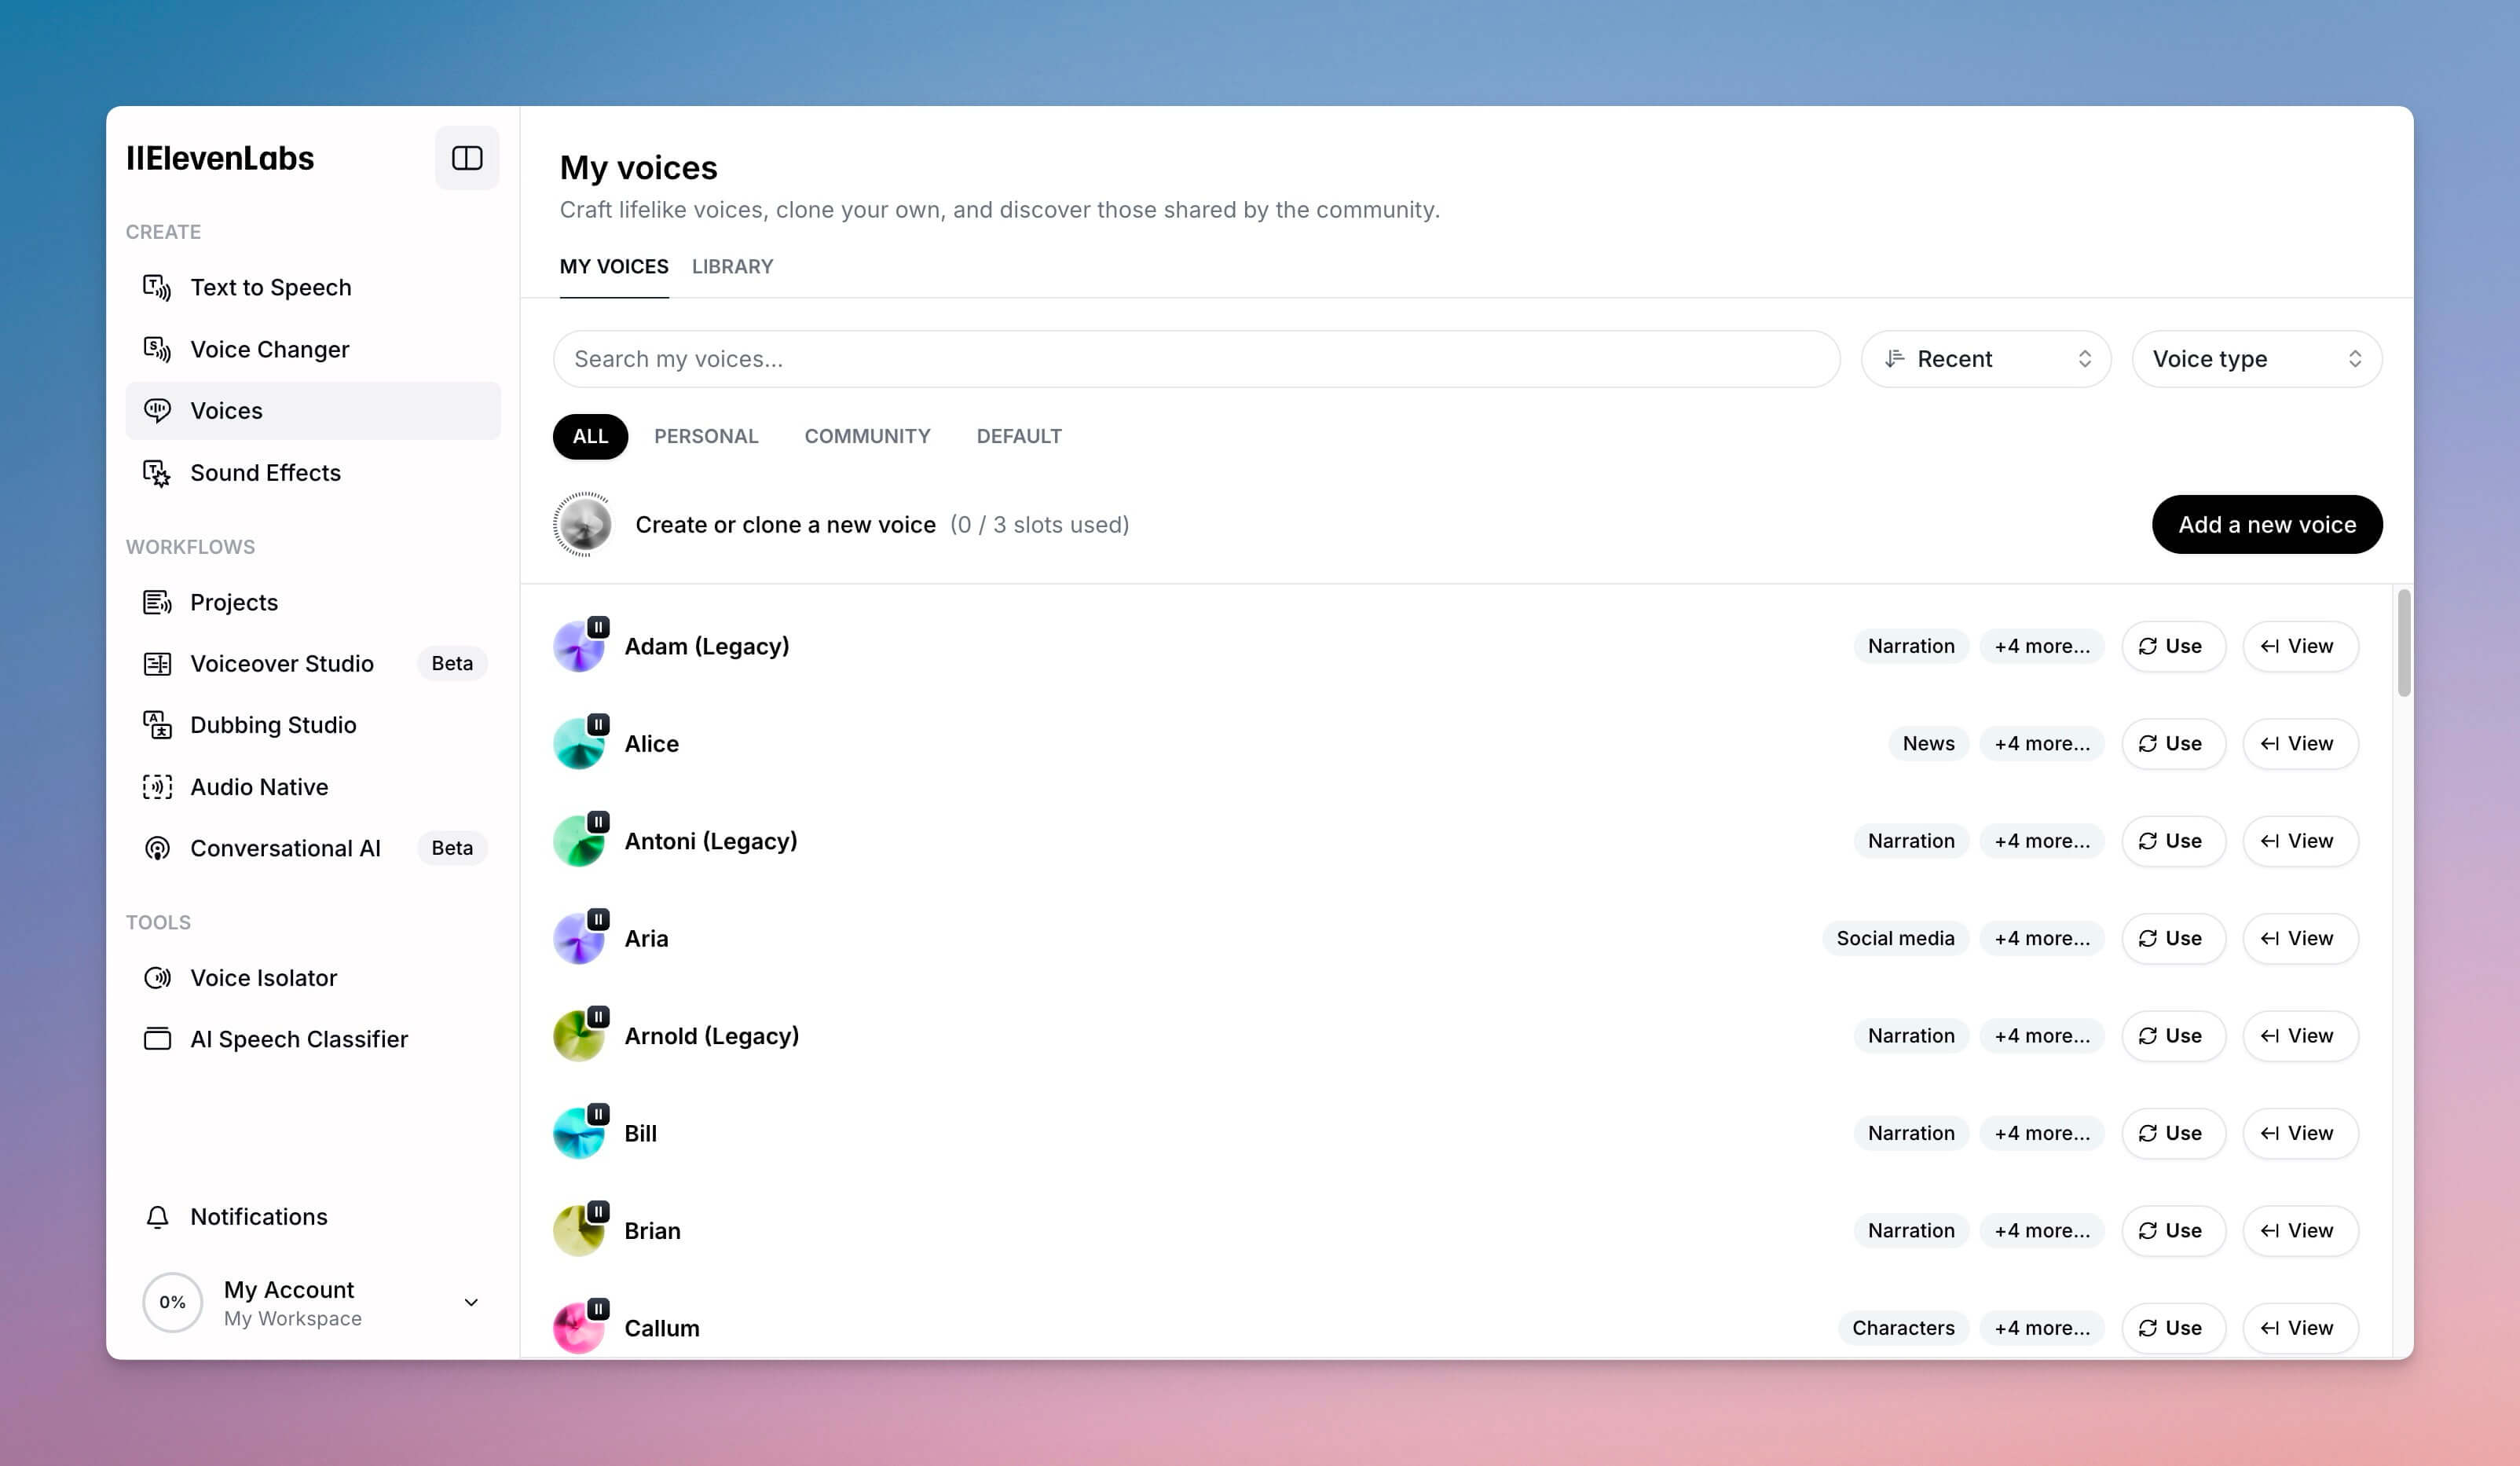 IIElevenLabs
CREATE
Text to Speech
Voice Changer
Voices
Sound Effects
WORKFLOWS
Projects
Voiceover Studio Beta
Dubbing Studio
Audio Native
Conversational AI Beta
TOOLS
Voice Isolator
AI Speech Classifier
Notifications
0% My Account
My Workspace
My voices
Craft lifelike voices, clone your own, and discover those shared by the community.
MY VOICES LIBRARY
Search my voices... Recent Voice type
ALL PERSONAL COMMUNITY DEFAULT
Create or clone a new voice (0 / 3 slots used) Add a new voice
Adam (Legacy) Narration +4 more... Use View
Alice News +4 more... Use View
Antoni (Legacy) Narration +4 more... Use View
Aria Social media +4 more... Use View
Arnold (Legacy) Narration +4 more... Use View
Bill Narration +4 more... Use View
Brian Narration +4 more... Use View
Callum Characters +4 more... Use View